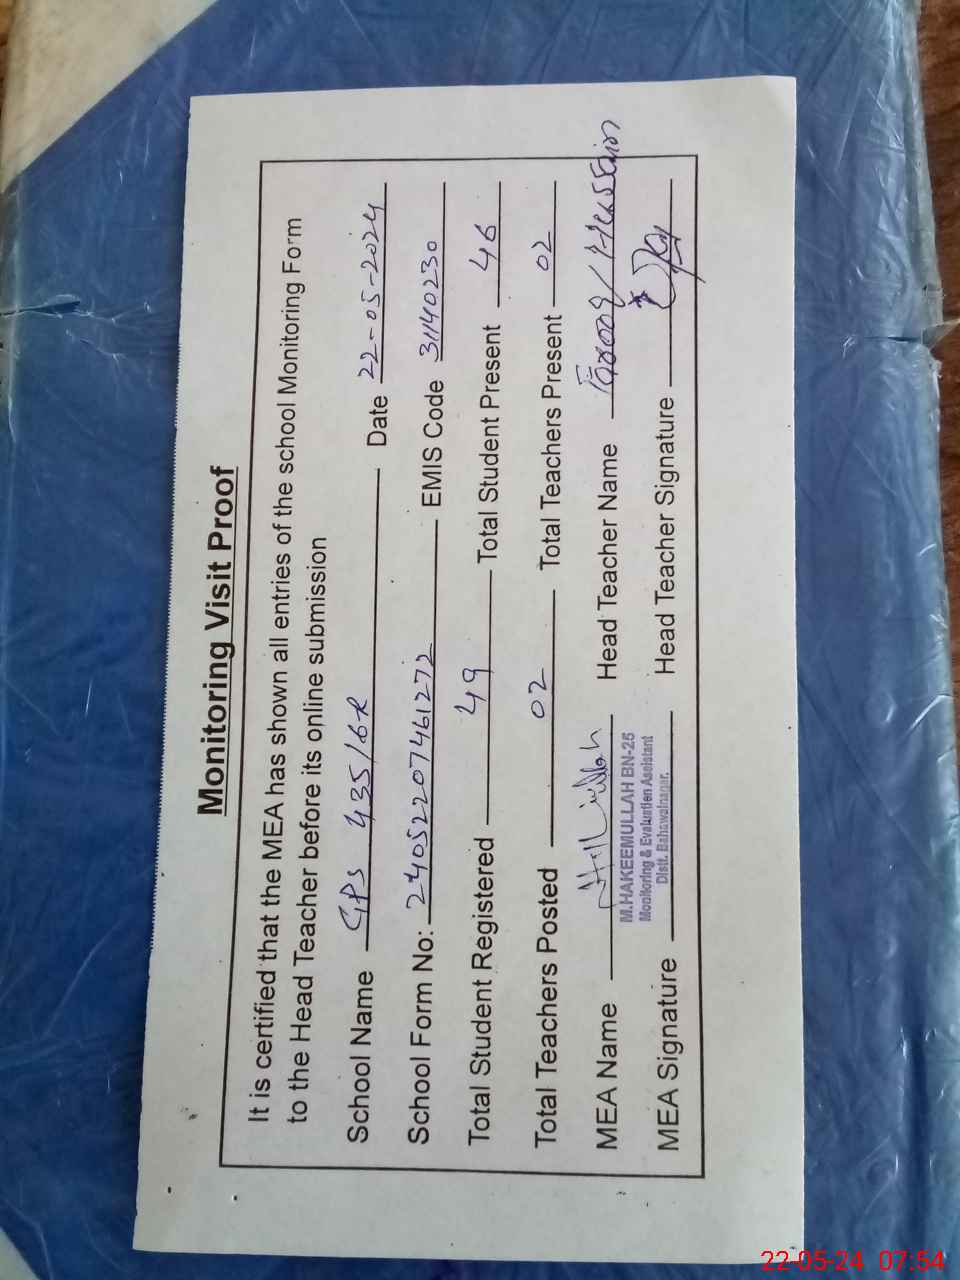 Monitoring Visit Proof
It is certified that the MEA has shown all entries of the school Monitoring Form
to the Head Teacher before its online submission
School Name GPS 435/6R Date 22-05-2024
School Form No: 24052207461272 EMIS Code 31140230
Total Student Registered 49 Total Student Present 46
Total Teachers Posted 02 Total Teachers Present 02
MEA Name Head Teacher Name Farooq Hussain
M.HAKEEMULLAH BN-25
Monitoring & Evaluation Assistant
Distt. Bahawalnagar.
MEA Signature Head Teacher Signature
22-05-24 07:54